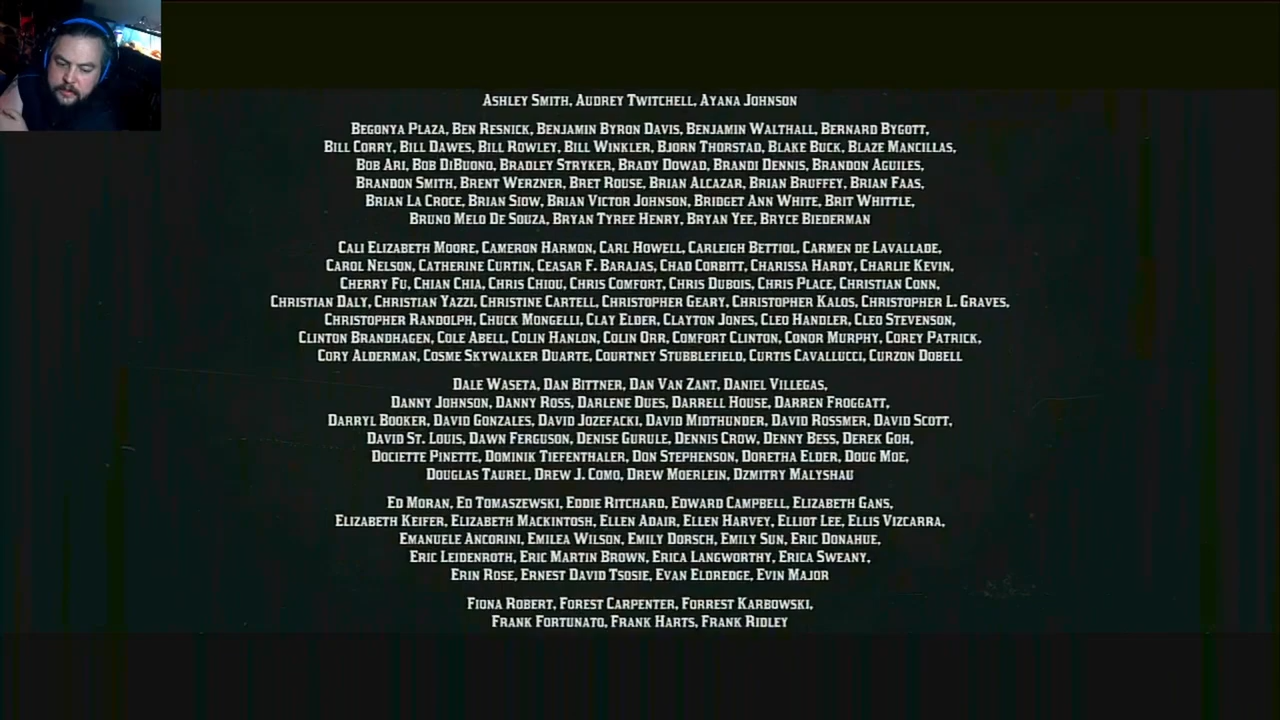 Ashley Smith, Audrey Twitchell, Ayana Johnson
Begonya Plaza, Ben Resnick, Benjamin Byron Davis, Benjamin Walthall, Bernard Bygott,
Bill Corry, Bill Dawes, Bill Rowley, Bill Winkler, Bjorn Thorstad, Blake Buck, Blaze Mancillas,
Bob Ari, Bob DiBuono, Bradley Stryker, Brady Dowad, Brandi Dennis, Brandon Aguiles,
Brandon Smith, Brent Werzner, Bret Rouse, Brian Alcazar, Brian Bruffey, Brian Faas,
Brian La Croce, Brian Siow, Brian Victor Johnson, Bridget Ann White, Brit Whittle,
Bruno Melo De Souza, Bryan Tyree Henry, Bryan Yee, Bryce Biederman
Cali Elizabeth Moore, Cameron Harmon, Carl Howell, Carleigh Bettiol, Carmen de Lavallade,
Carol Nelson, Catherine Curtin, Ceasar F. Barajas, Chad Corbitt, Charissa Hardy, Charlie Kevin,
Cherry Fu, Chian Chia, Chris Chiou, Chris Comfort, Chris Dubois, Chris Place, Christian Conn,
Christian Daly, Christian Yazzi, Christine Cartell, Christopher Geary, Christopher Kalos, Christopher L. Graves,
Christopher Randolph, Chuck Mongelli, Clay Elder, Clayton Jones, Cleo Handler, Cleo Stevenson,
Clinton Brandhagen, Cole Abell, Colin Hanlon, Colin Orr, Comfort Clinton, Conor Murphy, Corey Patrick,
Cory Alderman, Cosme Skywalker Duarte, Courtney Stubblefield, Curtis Cavallucci, Curzon Dobell
Dale Waseta, Dan Bittner, Dan Van Zant, Daniel Villegas,
Danny Johnson, Danny Ross, Darlene Dues, Darrell House, Darren Froggatt,
Darryl Booker, David Gonzales, David Jozefacki, David Midthunder, David Rossmer, David Scott,
David St. Louis, Dawn Ferguson, Denise Gurule, Dennis Crow, Denny Bess, Derek Goh,
Dociette Pinette, Dominik Tiefenthaler, Don Stephenson, Doretha Elder, Doug Moe,
Douglas Taurel, Drew J. Como, Drew Moerlein, Dzmitry Malyshau
Ed Moran, Ed Tomaszewski, Eddie Ritchard, Edward Campbell, Elizabeth Gans,
Elizabeth Keifer, Elizabeth Mackintosh, Ellen Adair, Ellen Harvey, Elliot Lee, Ellis Vizcarra,
Emanuele Ancorini, Emilea Wilson, Emily Dorsch, Emily Sun, Eric Donahue,
Eric Leidenroth, Eric Martin Brown, Erica Langworthy, Erica Sweany,
Erin Rose, Ernest David Tsosie, Evan Eldredge, Evin Major
Fiona Robert, Forest Carpenter, Forrest Karbowski,
Frank Fortunato, Frank Harts, Frank Ridley